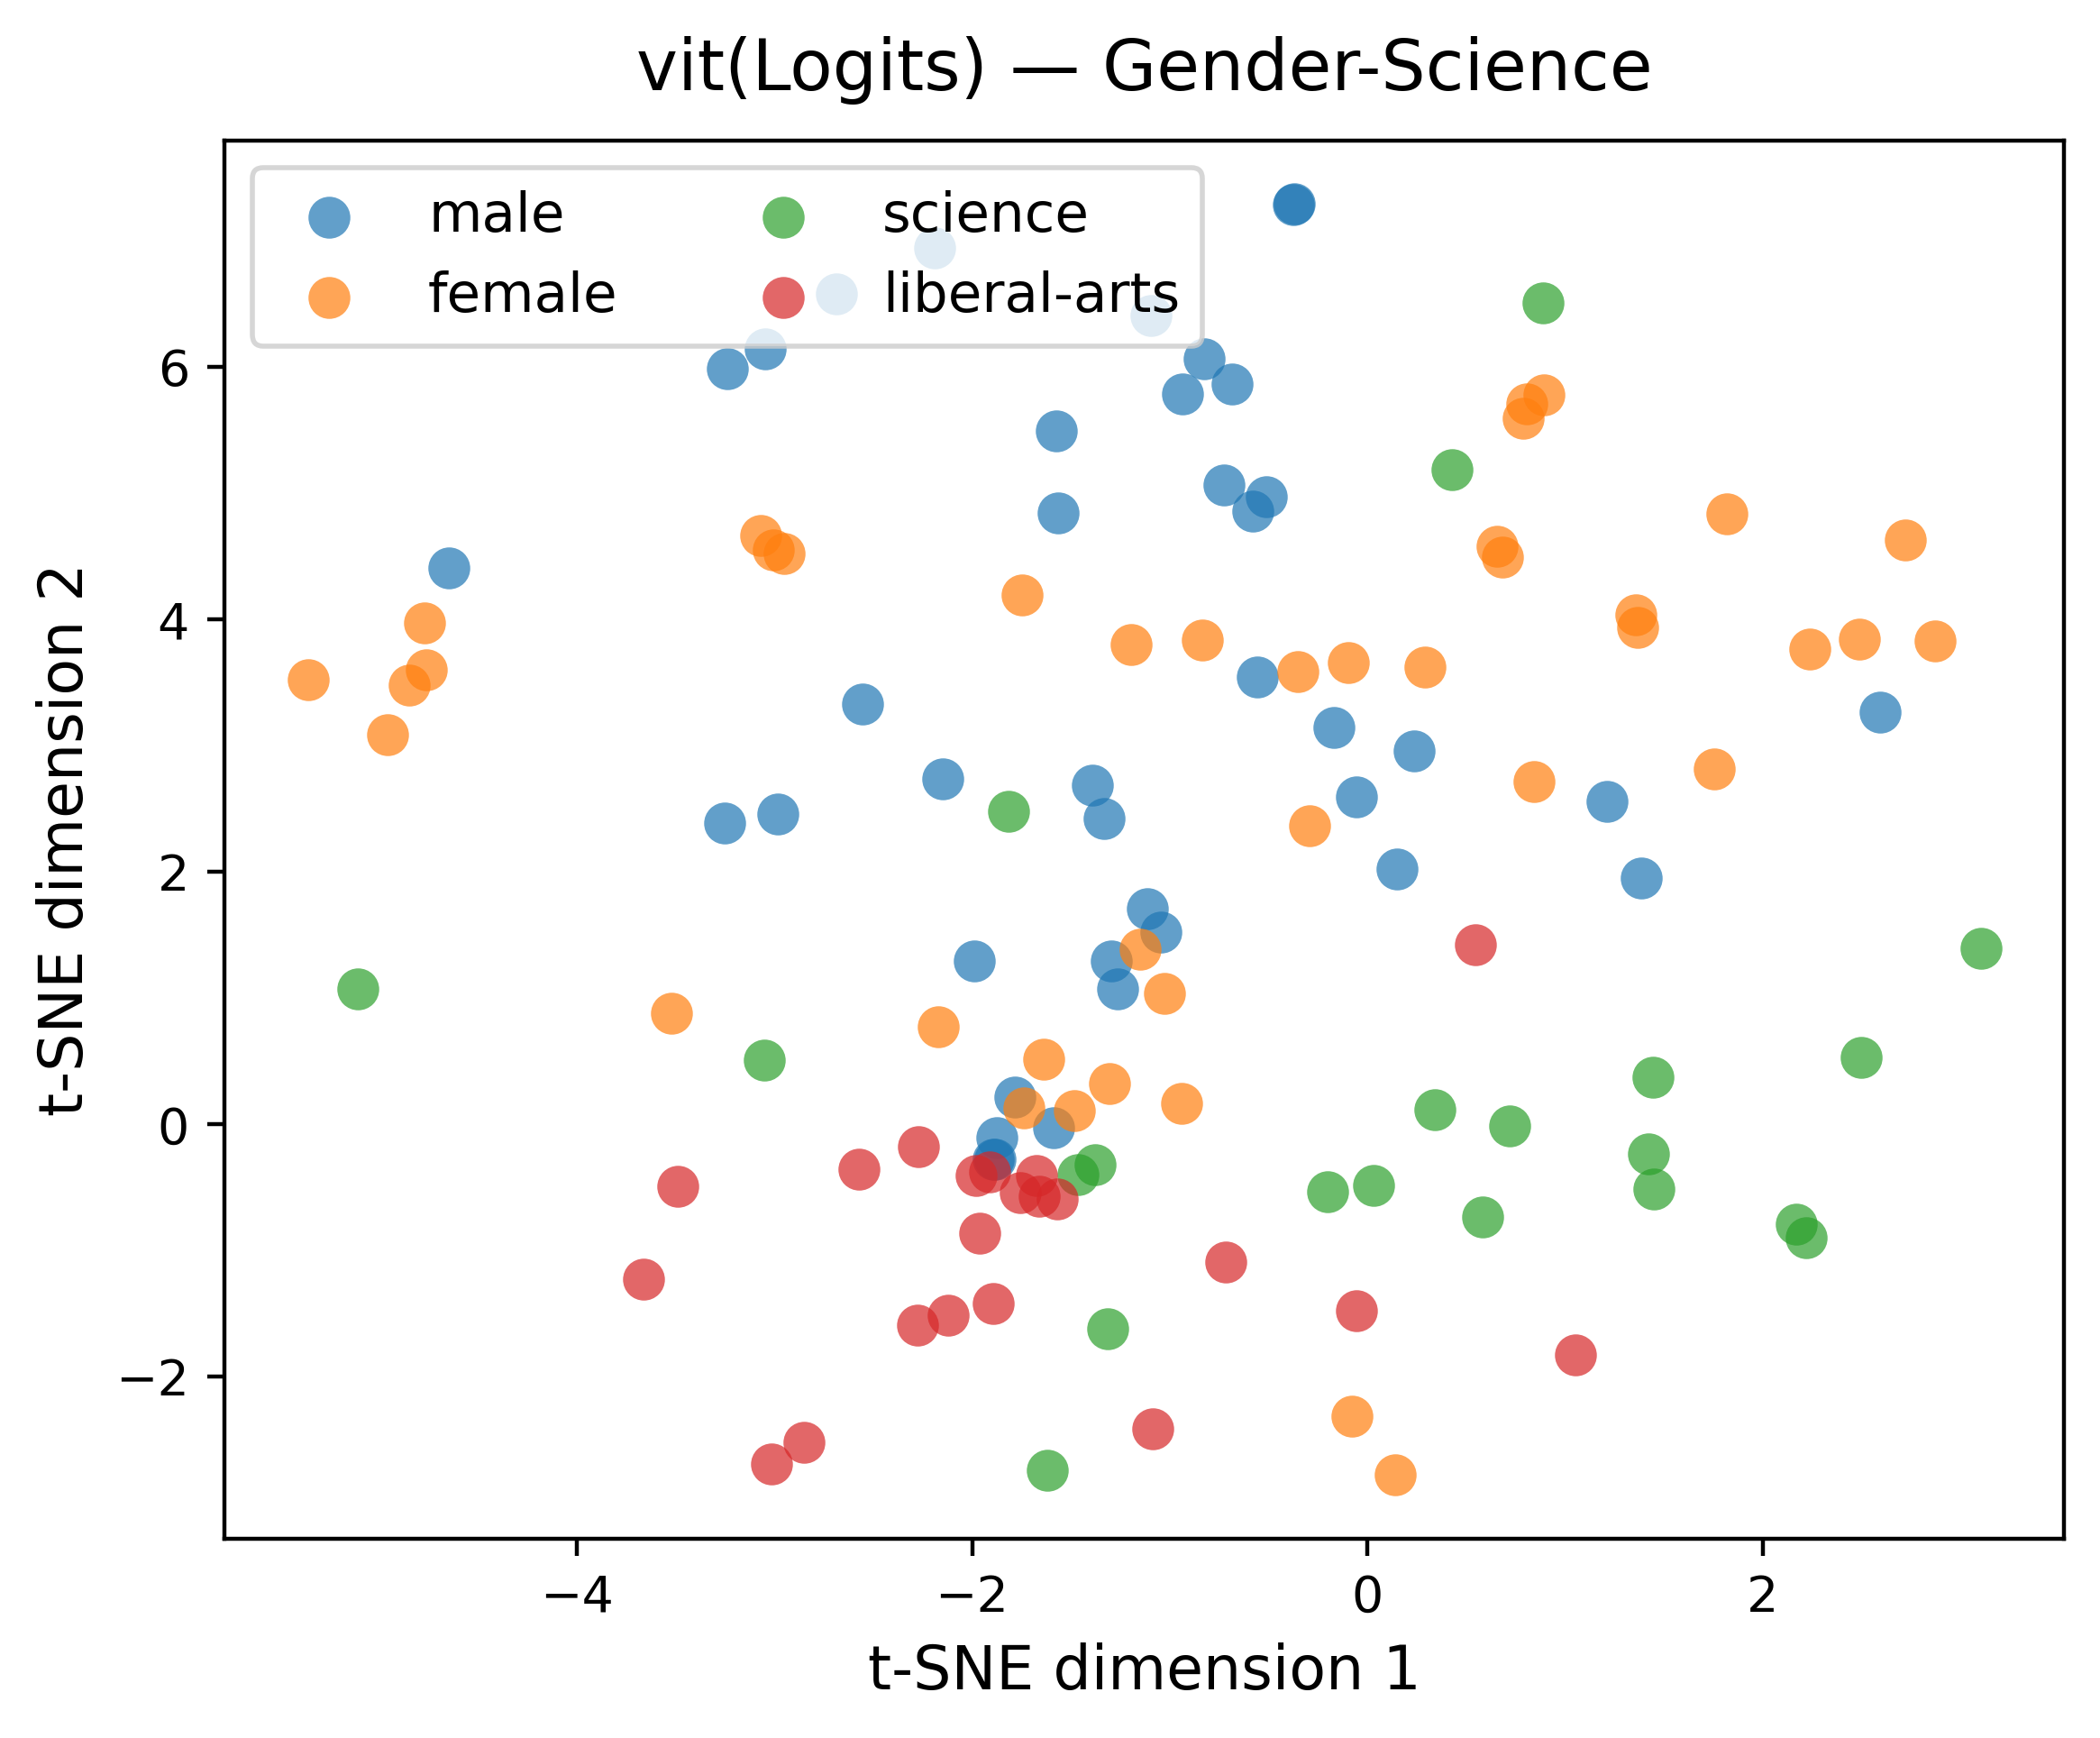 vit(Logits) — Gender-Science
male
female
science
liberal-arts
t-SNE dimension 2
6
4
2
0
−2
−4
−2
0
2
t-SNE dimension 1